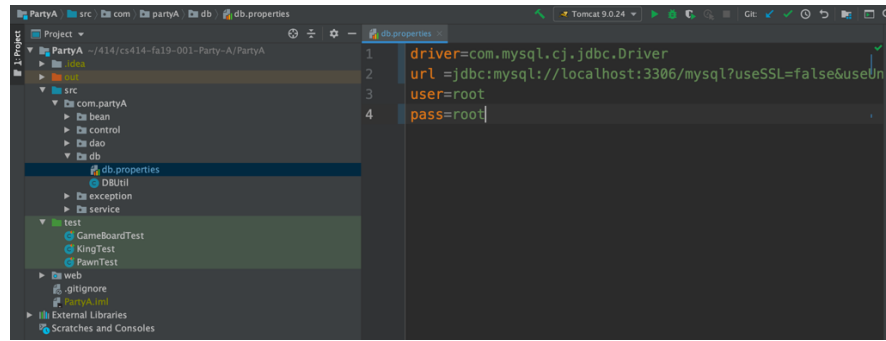 PartyA src com partyA db db.properties Tomcat 9.0.24 Git:
1: Project
Project
db.properties
PartyA ~/414/cs414-fa19-001-Party-A/PartyA
.idea
out
src
com.partyA
bean
control
dao
db
db.properties
DBUtil
exception
service
test
GameBoardTest
KingTest
PawnTest
web
.gitignore
PartyA.iml
External Libraries
Scratches and Consoles
1 driver=com.mysql.cj.jdbc.Driver
2 url =jdbc:mysql://localhost:3306/mysql?useSSL=false&useUn
3 user=root
4 pass=root